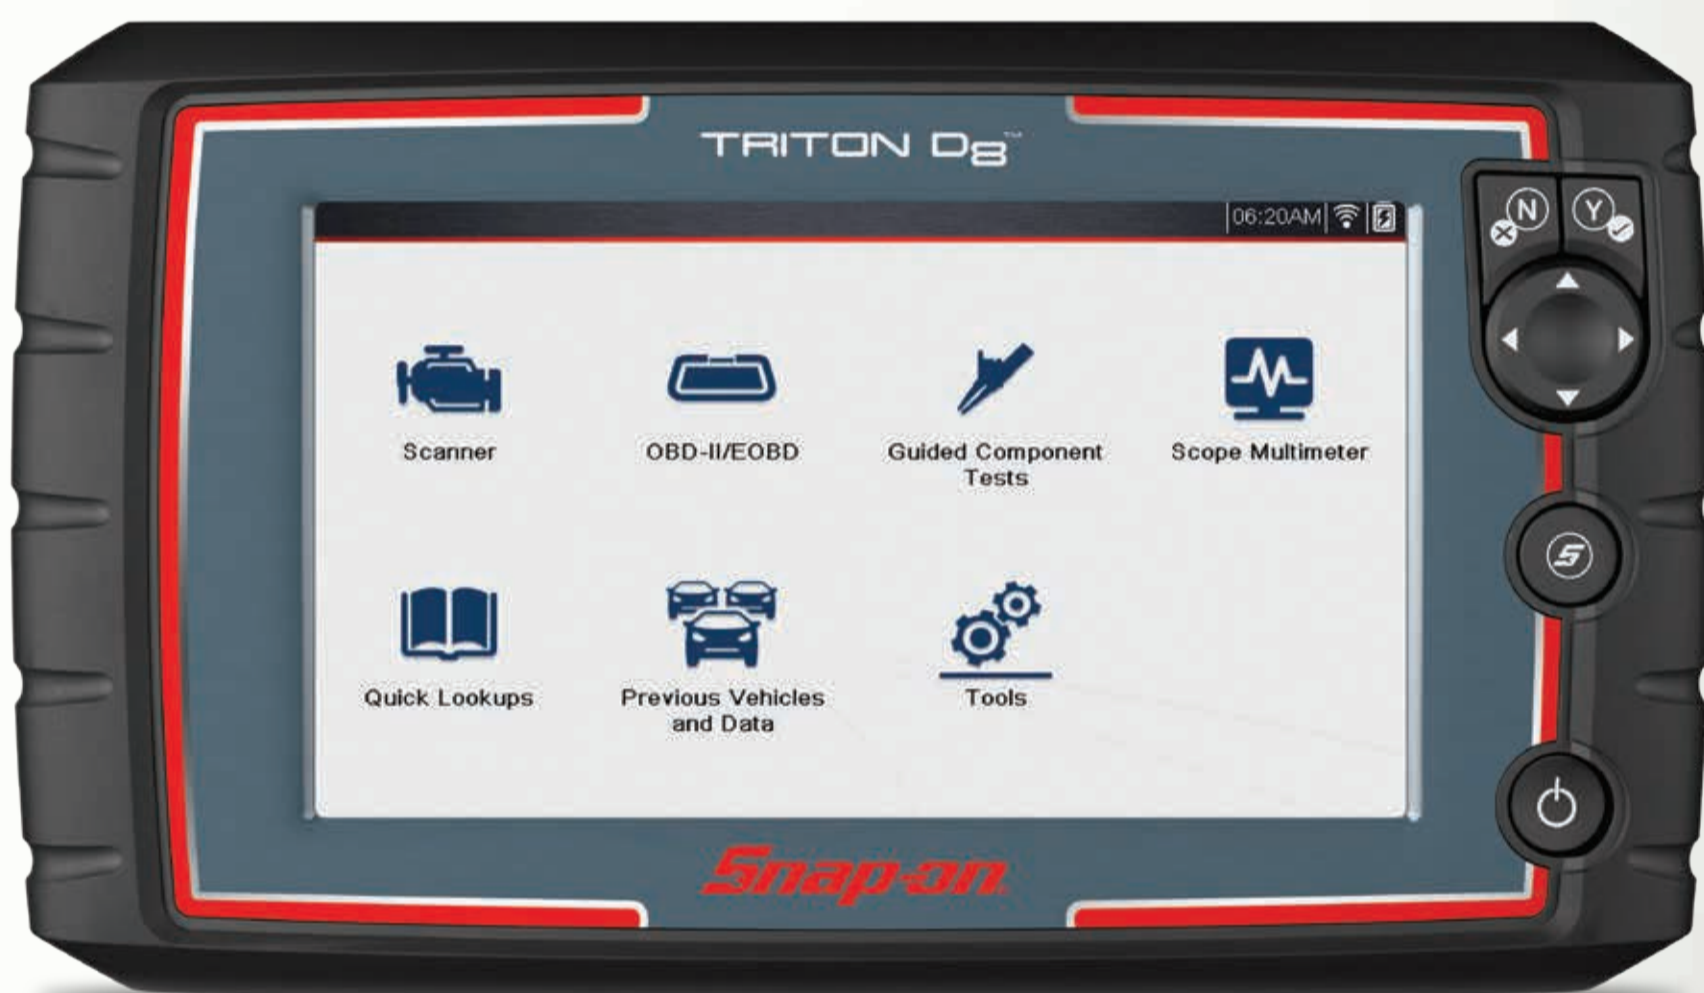 TRITON D8™
06:20AM
N Y
Scanner
OBD-II/EOBD
Guided Component
Tests
Scope Multimeter
Quick Lookups
Previous Vehicles
and Data
Tools
S
Snap-on